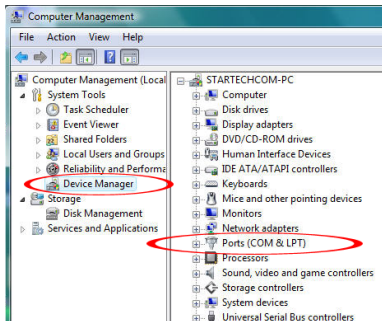 Computer Management
File Action View Help
Computer Management (Local
System Tools
Task Scheduler
Event Viewer
Shared Folders
Local Users and Groups
Reliability and Performa
Device Manager
Storage
Disk Management
Services and Applications
STARTECHCOM-PC
Computer
Disk drives
Display adapters
DVD/CD-ROM drives
Human Interface Devices
IDE ATA/ATAPI controllers
Keyboards
Mice and other pointing devices
Monitors
Network adapters
Ports (COM & LPT)
Processors
Sound, video and game controllers
Storage controllers
System devices
Universal Serial Bus controllers